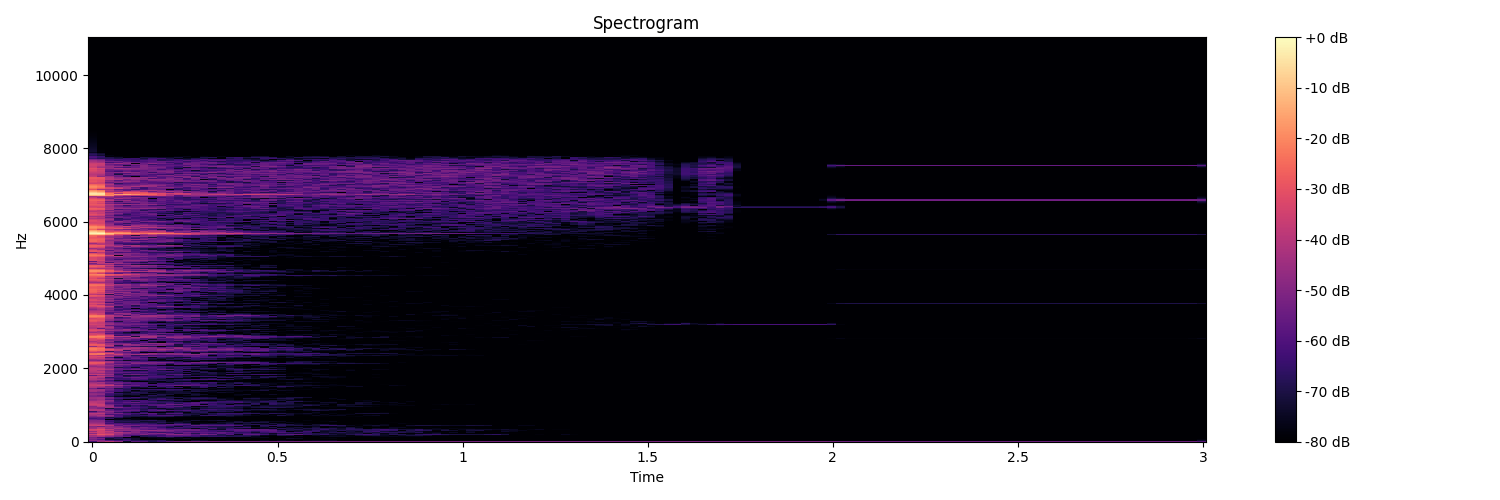 Spectrogram
Hz
10000
8000
6000
4000
2000
0
0 0.5 1 1.5 2 2.5 3
Time
+0 dB
-10 dB
-20 dB
-30 dB
-40 dB
-50 dB
-60 dB
-70 dB
-80 dB